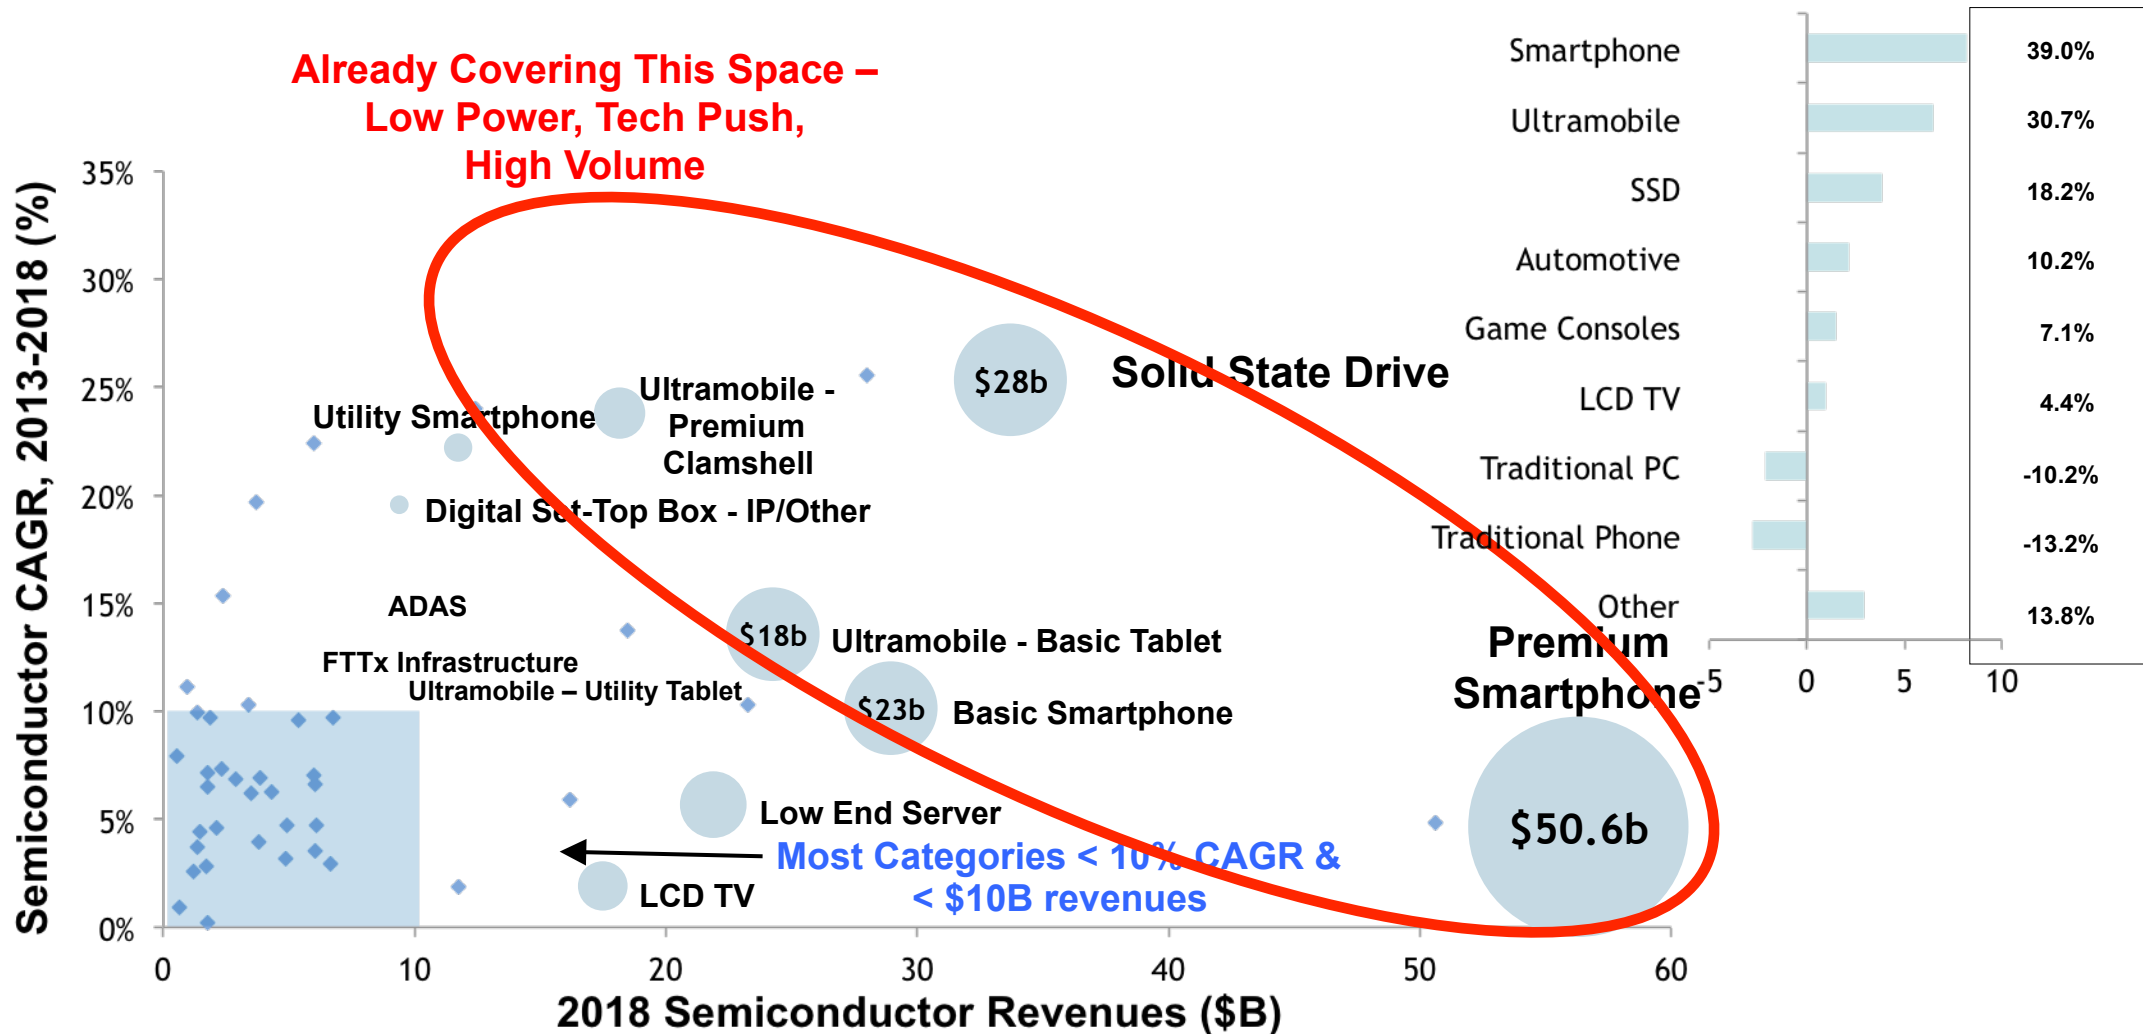 Already Covering This Space –
Low Power, Tech Push,
High Volume
Semiconductor CAGR, 2013-2018 (%)
35%
30%
25%
20%
15%
10%
5%
0%
0
10
20
30
40
50
60
2018 Semiconductor Revenues ($B)
Utility Smartphone
Ultramobile -
Premium
Clamshell
$28b
Solid State Drive
Digital Set-Top Box - IP/Other
ADAS
FTTx Infrastructure
Ultramobile – Utility Tablet
$18b
Ultramobile - Basic Tablet
$23b
Basic Smartphone
Premium
Smartphone
$50.6b
Low End Server
Most Categories < 10% CAGR &
< $10B revenues
LCD TV
Smartphone 39.0%
Ultramobile 30.7%
SSD 18.2%
Automotive 10.2%
Game Consoles 7.1%
LCD TV 4.4%
Traditional PC -10.2%
Traditional Phone -13.2%
Other 13.8%
-5
0
5
10